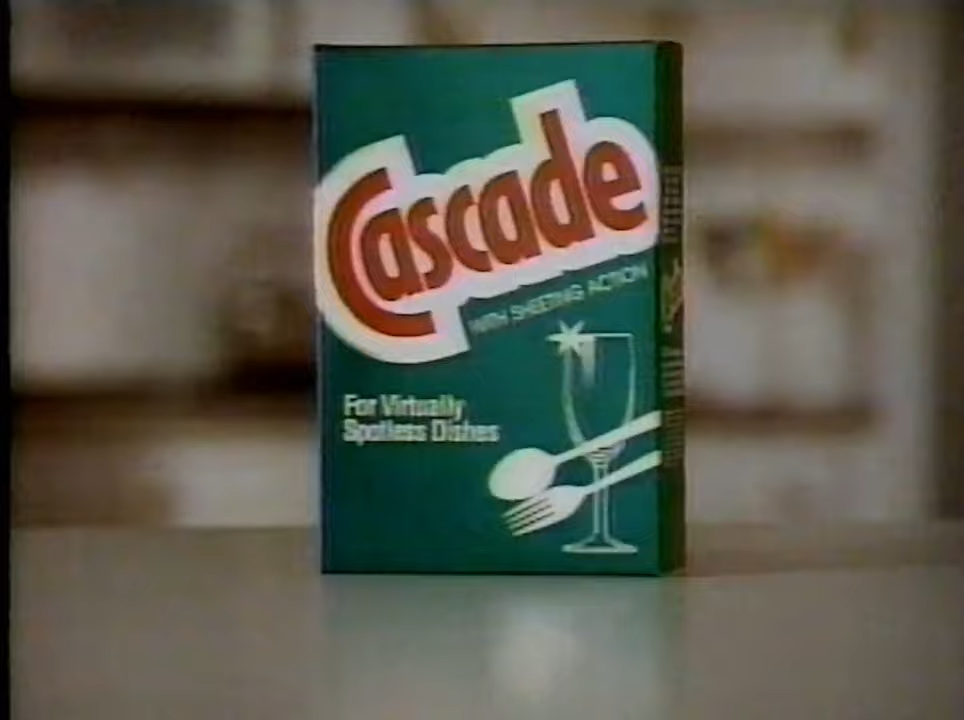 Cascade
WITH SHEETING ACTION
For Virtually
Spotless Dishes